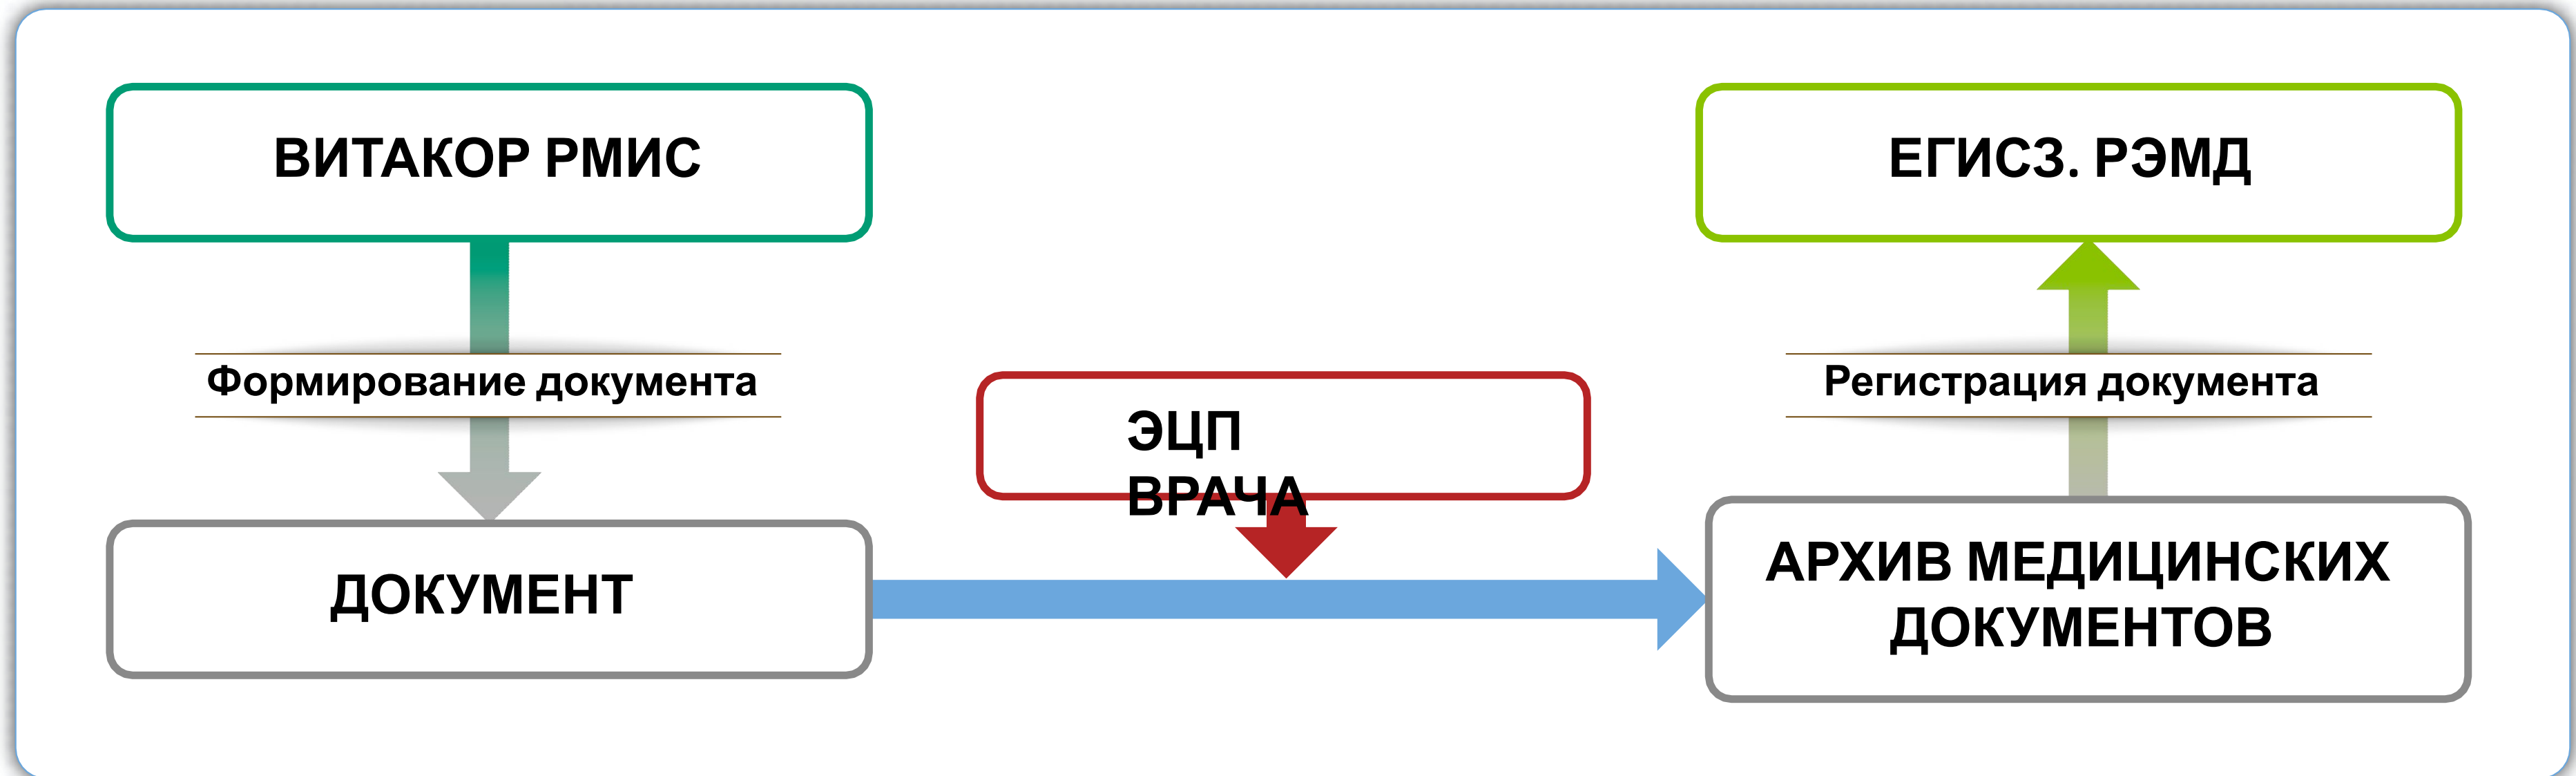 ВИТАКОР РМИС
ЕГИСЗ. РЭМД
Формирование документа
Регистрация документа
ЭЦП
ВРАЧА
ДОКУМЕНТ
АРХИВ МЕДИЦИНСКИХ
ДОКУМЕНТОВ